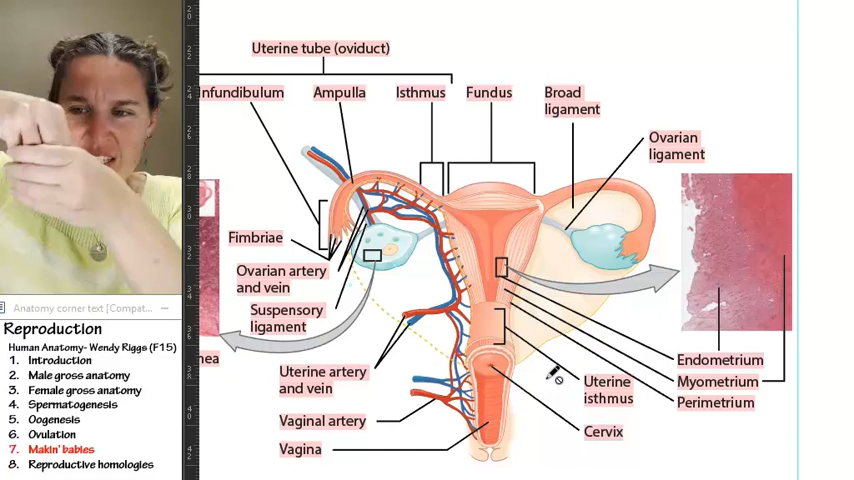 Uterine tube (oviduct)
Infundibulum Ampulla Isthmus Fundus Broad
ligament
Ovarian
ligament
Fimbriae
Ovarian artery
and vein
Suspensory
ligament
Uterine artery
and vein
Vaginal artery
Vagina
Endometrium
Myometrium
Perimetrium
Uterine
isthmus
Cervix
Anatomy corner text [Compat...
Reproduction
Human Anatomy- Wendy Riggs (F15)
1. Introduction
2. Male gross anatomy
3. Female gross anatomy
4. Spermatogenesis
5. Oogenesis
6. Ovulation
7. Makin' babies
8. Reproductive homologies